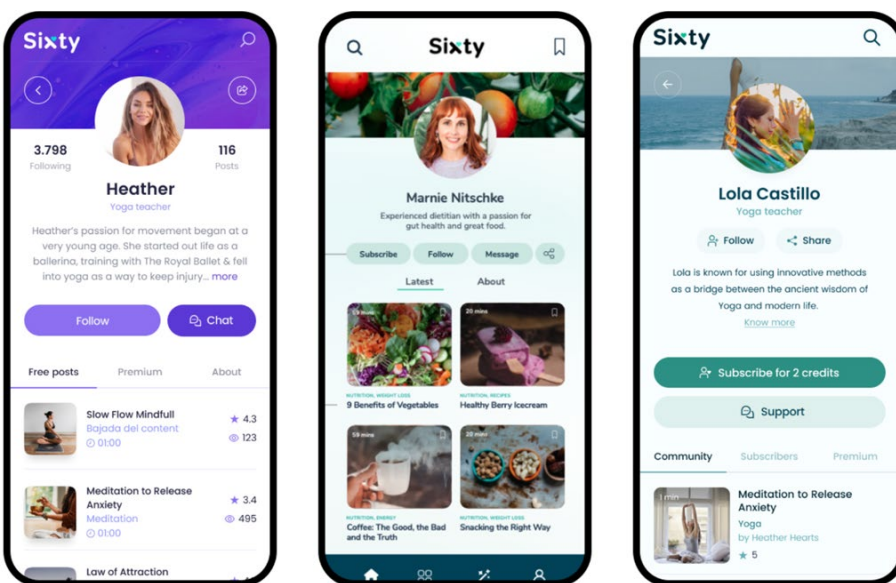 Sixty
3.798
Following
116
Posts
Heather
Yoga teacher
Heather's passion for movement began at a
very young age. She started out life as a
ballerina, training with The Royal Ballet & fell
into yoga as a way to keep injury... more
Follow
Chat
Free posts
Premium
About
Slow Flow Mindfull
Bajada del content
01:00
4.3
123
Meditation to Release
Anxiety
Meditation
01:00
3.4
495
Law of Attraction
Sixty
Marnie Nitschke
Experienced dietitian with a passion for
gut health and great food.
Subscribe
Follow
Message
Latest
About
59 mins
NUTRITION, WEIGHT LOSS
9 Benefits of Vegetables
20 mins
NUTRITION, RECIPES
Healthy Berry Icecream
59 mins
NUTRITION, ENERGY
Coffee: The Good, the Bad
and the Truth
20 mins
NUTRITION, WEIGHT LOSS
Snacking the Right Way
Sixty
Lola Castillo
Yoga teacher
Follow
Share
Lola is known for using innovative methods
as a bridge between the ancient wisdom of
Yoga and modern life.
Know more
Subscribe for 2 credits
Support
Community
Subscribers
Premium
1 min
Meditation to Release
Anxiety
Yoga
by Heather Hearts
5